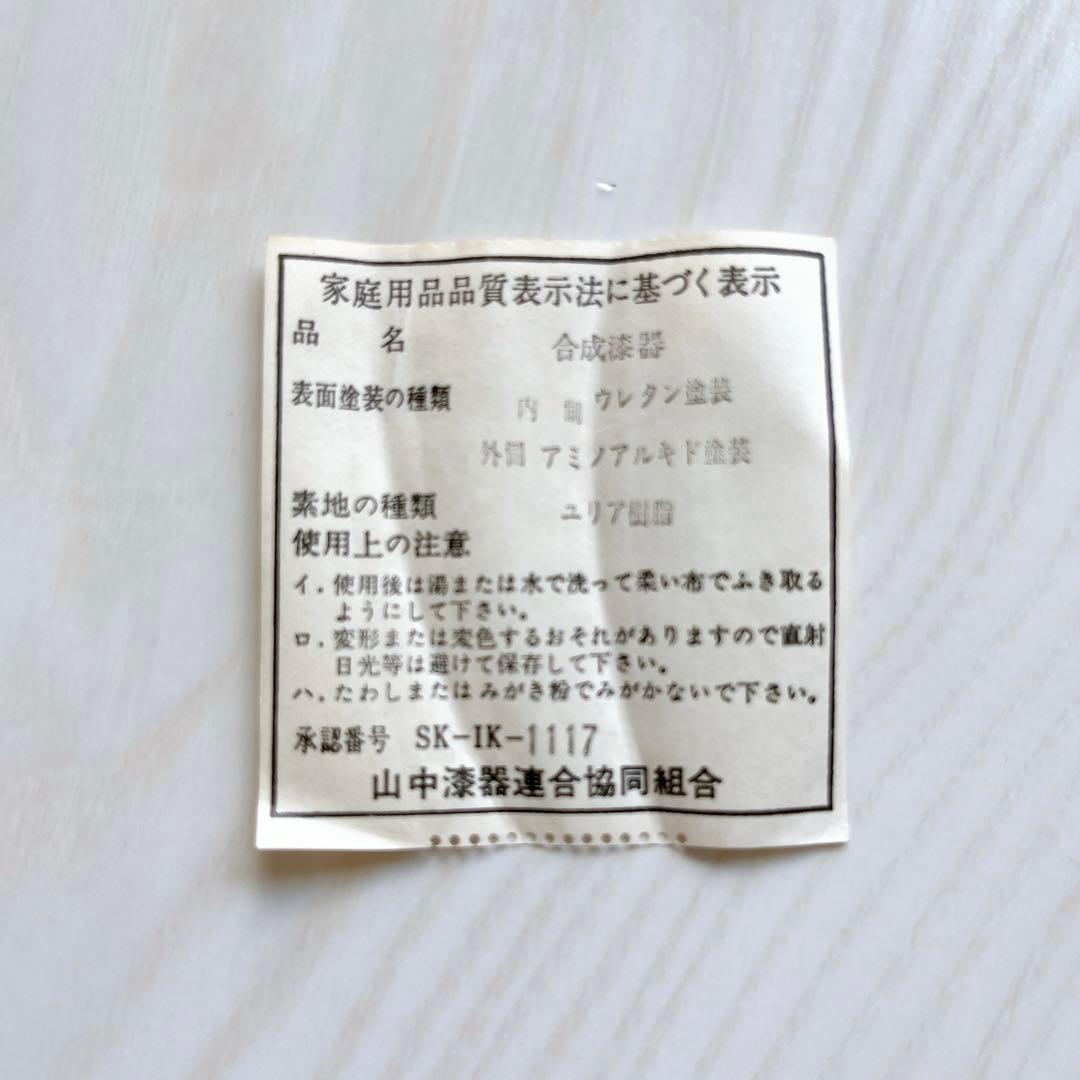 家庭用品品質表示法に基づく表示
品 名 合成漆器
表面塗装の種類 内側 ウレタン塗装
外側 アミノアルキド塗装
素地の種類 ユリア樹脂
使用上の注意
イ. 使用後は湯または水で洗って柔い布でふき取る
ようにして下さい。
ロ. 変形または変色するおそれがありますので直射
日光等は避けて保存して下さい。
ハ. たわしまたはみがき粉でみがかないで下さい。
承認番号 SK-IK-1117
山中漆器連合協同組合